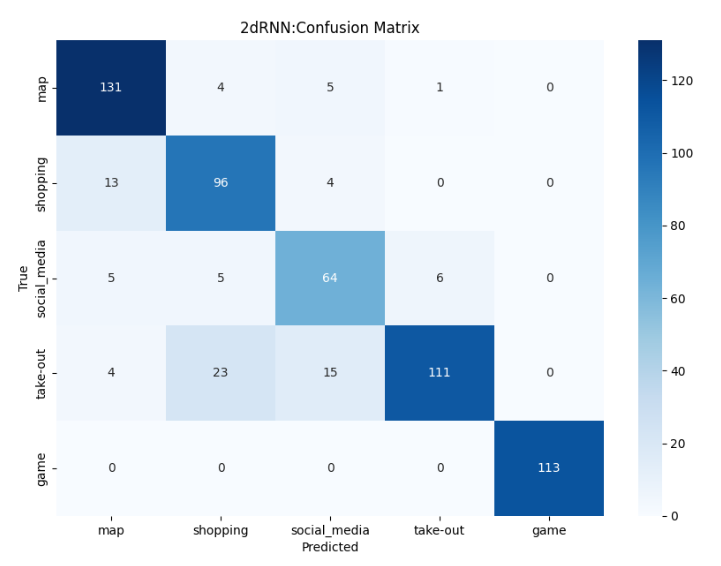 2dRNN:Confusion Matrix
map
131
4
5
1
0
shopping
13
96
4
0
0
social_media
5
5
64
6
0
take-out
4
23
15
111
0
game
0
0
0
0
113
True
map
shopping
social_media
take-out
game
Predicted
120
100
80
60
40
20
0